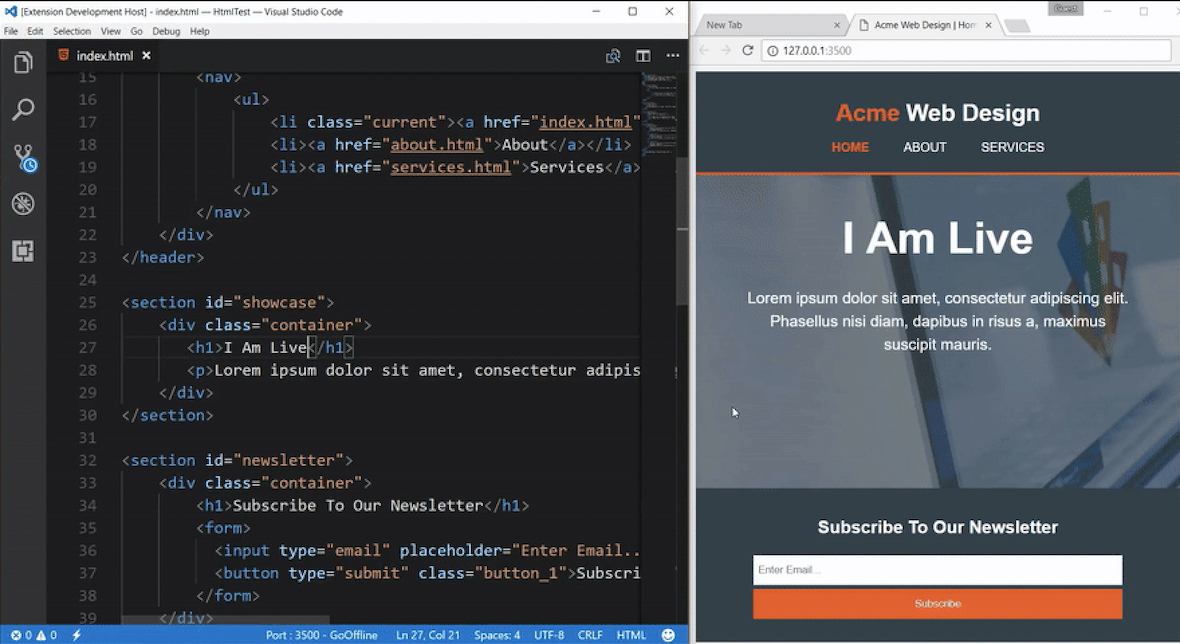 [Extension Development Host] - index.html — HtmlTest — Visual Studio Code
File Edit Selection View Go Debug Help
index.html
15 <nav>
16 <ul>
17 <li class="current"><a href="index.html"
18 <li><a href="about.html">About</a></li>
19 <li><a href="services.html">Services</a>
20 </ul>
21 </nav>
22 </div>
23 </header>
24
25 <section id="showcase">
26 <div class="container">
27 <h1>I Am Live</h1>
28 <p>Lorem ipsum dolor sit amet, consectetur adipis
29 </div>
30 </section>
31
32 <section id="newsletter">
33 <div class="container">
34 <h1>Subscribe To Our Newsletter</h1>
35 <form>
36 <input type="email" placeholder="Enter Email..
37 <button type="submit" class="button_1">Subscri
38 </form>
39 </div>
0 0 Port : 3500 - GoOffline Ln 27, Col 21 Spaces: 4 UTF-8 CRLF HTML
Guest
New Tab
Acme Web Design | Hom
127.0.0.1:3500
Acme Web Design
HOME ABOUT SERVICES
I Am Live
Lorem ipsum dolor sit amet, consectetur adipiscing elit.
Phasellus nisi diam, dapibus in risus a, maximus
suscipit mauris.
Subscribe To Our Newsletter
Enter Email...
Subscribe